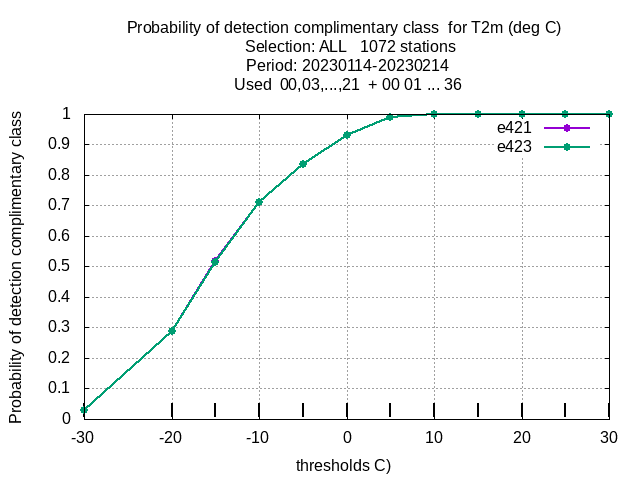 Probability of detection complimentary class  for T2m (deg C)
Selection: ALL   1072 stations
Period: 20230114-20230214
Used  00,03,...,21  + 00 01 ... 36
Probability of detection complimentary class
1
0.9
0.8
0.7
0.6
0.5
0.4
0.3
0.2
0.1
0
e421
e423
-30
-20
-10
0
10
20
30
thresholds C)